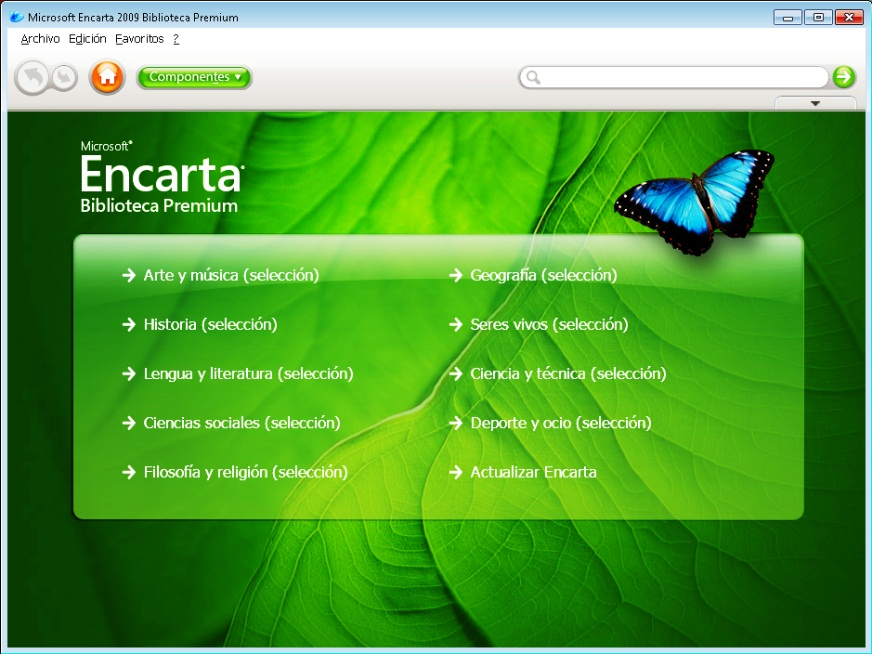 Microsoft Encarta 2009 Biblioteca Premium
Archivo Edición Favoritos ?
Componentes
Microsoft®
Encarta®
Biblioteca Premium
Arte y música (selección)
Geografía (selección)
Historia (selección)
Seres vivos (selección)
Lengua y literatura (selección)
Ciencia y técnica (selección)
Ciencias sociales (selección)
Deporte y ocio (selección)
Filosofía y religión (selección)
Actualizar Encarta